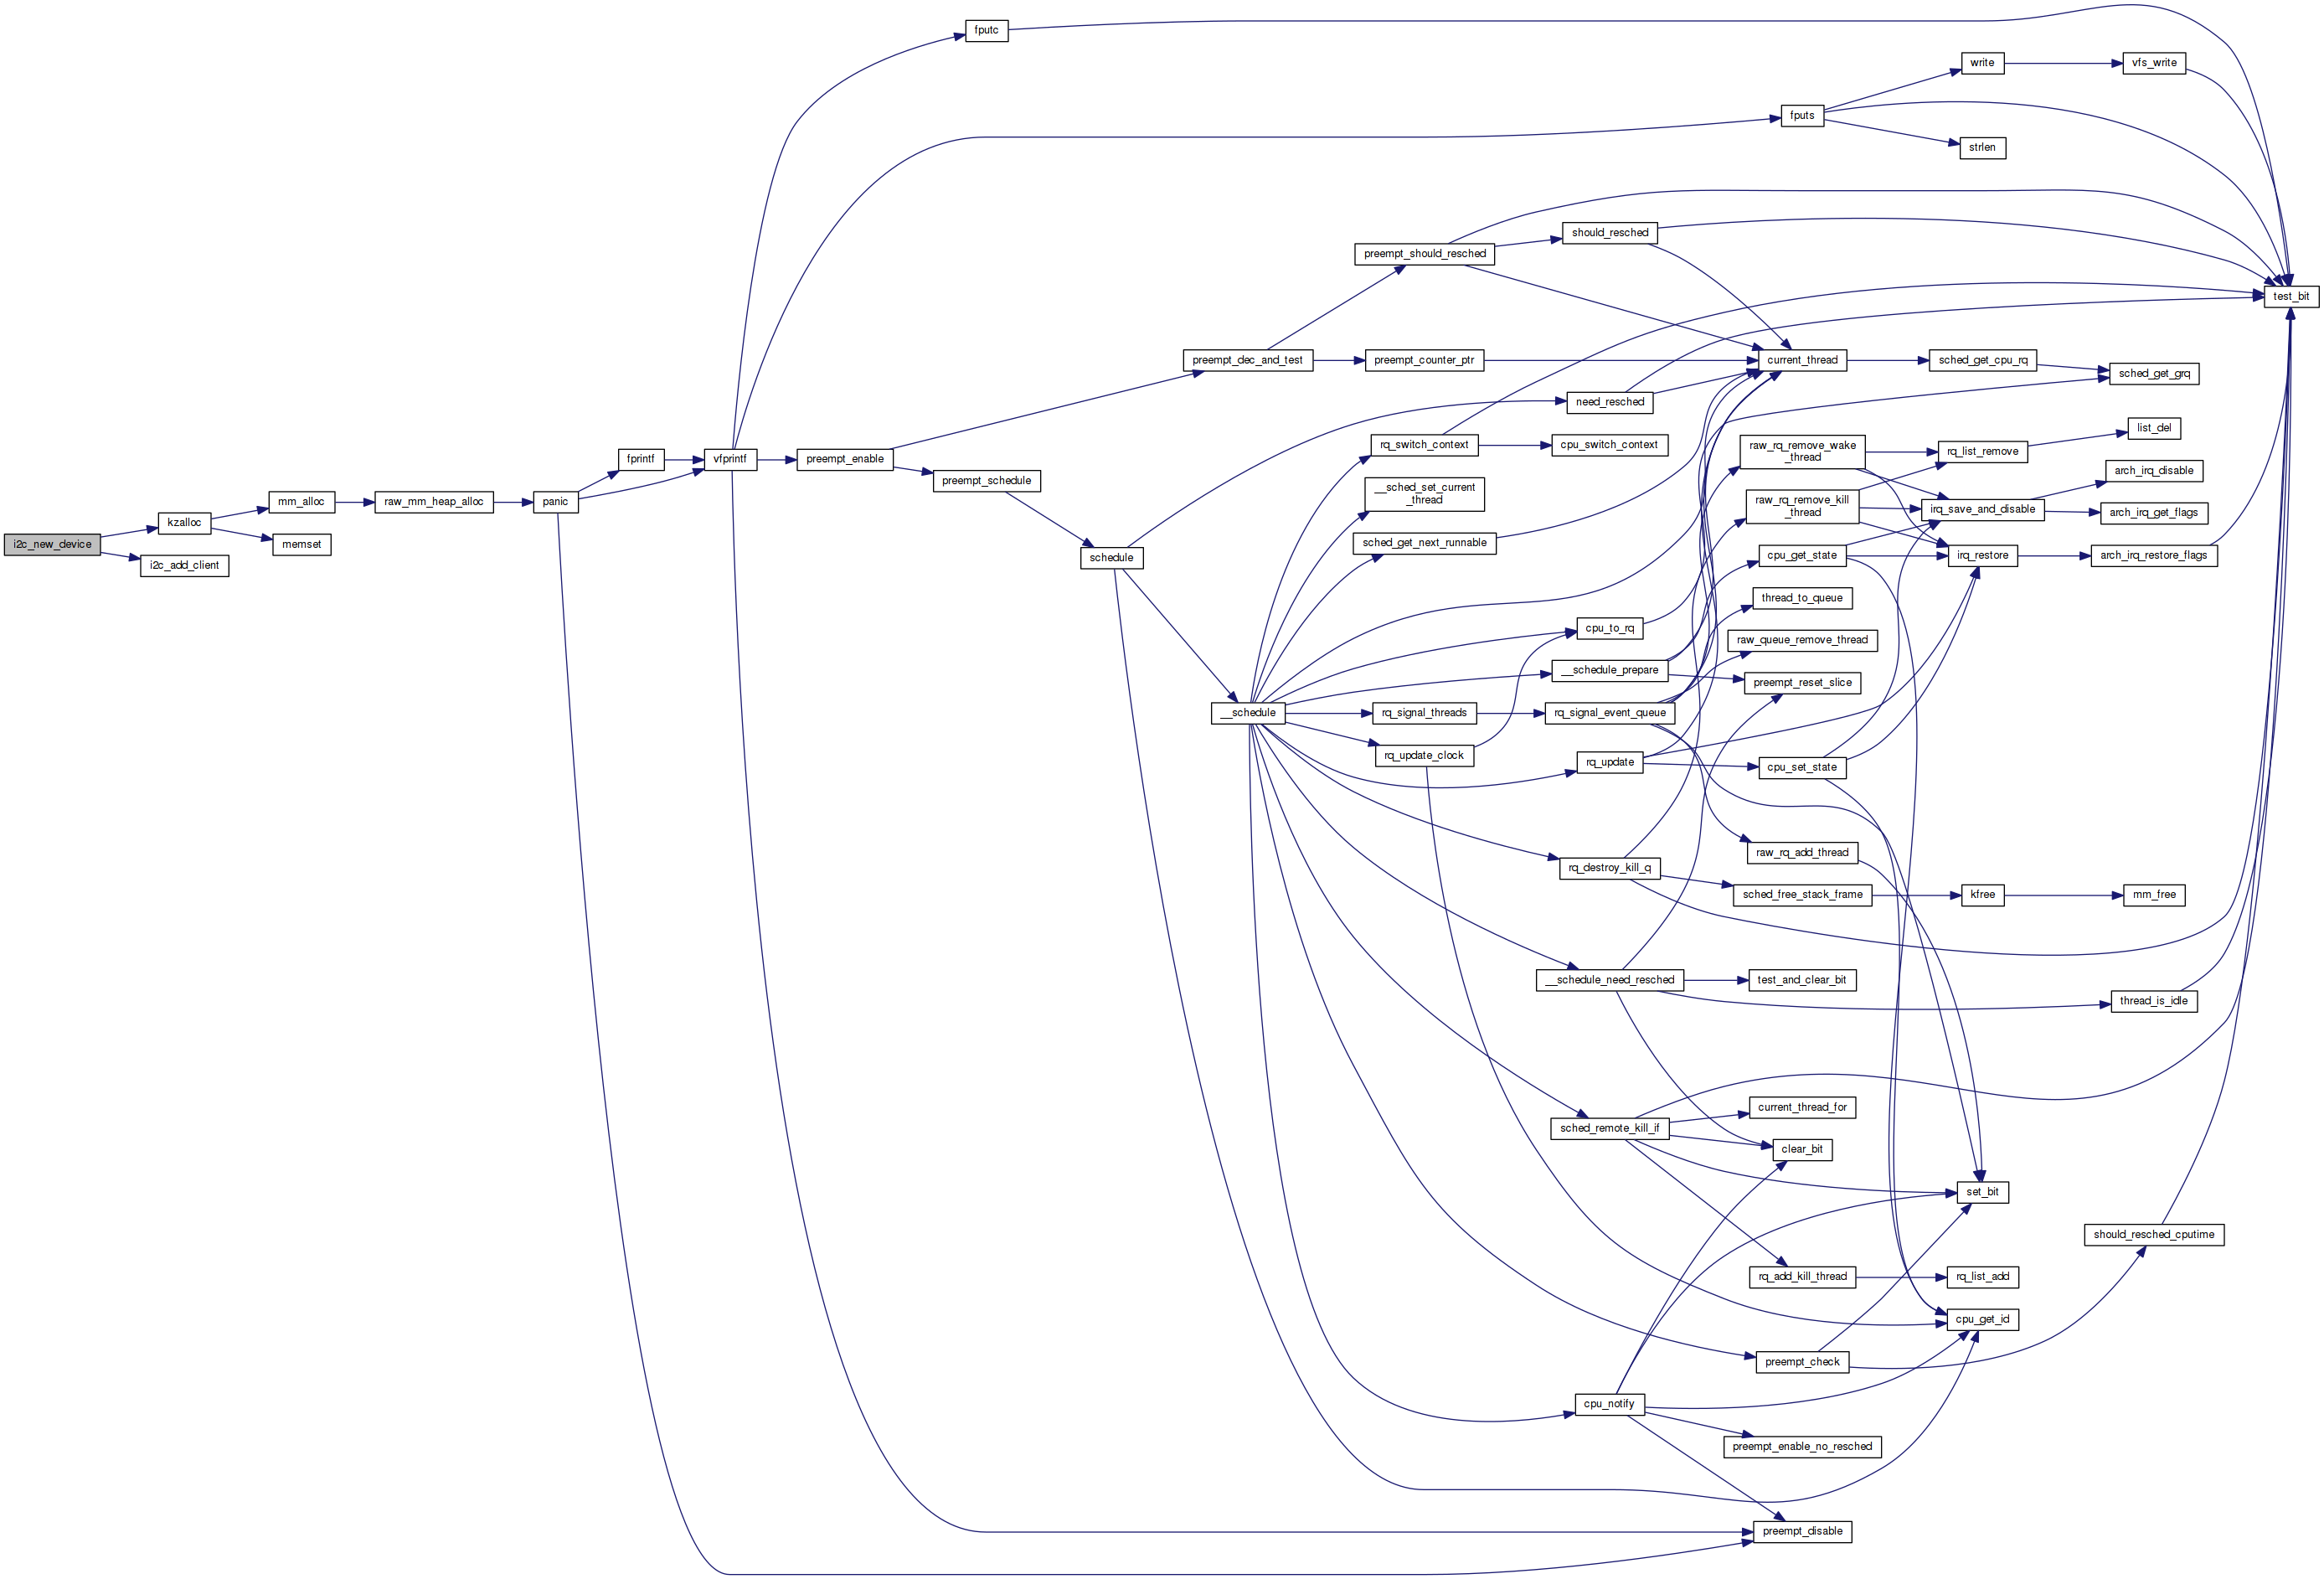 fputc
write
vfs_write
fputs
strlen
should_resched
preempt_should_resched
test_bit
preempt_dec_and_test
preempt_counter_ptr
current_thread
sched_get_cpu_rq
sched_get_grq
need_resched
list_del
rq_switch_context
cpu_switch_context
raw_rq_remove_wake
_thread
rq_list_remove
fprintf
vfprintf
preempt_enable
arch_irq_disable
preempt_schedule
__sched_set_current
_thread
mm_alloc
raw_mm_heap_alloc
panic
raw_rq_remove_kill
_thread
irq_save_and_disable
arch_irq_get_flags
kzalloc
i2c_new_device
memset
sched_get_next_runnable
i2c_add_client
schedule
cpu_get_state
irq_restore
arch_irq_restore_flags
thread_to_queue
cpu_to_rq
raw_queue_remove_thread
__schedule_prepare
preempt_reset_slice
__schedule
rq_signal_threads
rq_signal_event_queue
rq_update_clock
rq_update
cpu_set_state
raw_rq_add_thread
rq_destroy_kill_q
sched_free_stack_frame
kfree
mm_free
__schedule_need_resched
test_and_clear_bit
thread_is_idle
current_thread_for
sched_remote_kill_if
clear_bit
set_bit
should_resched_cputime
rq_add_kill_thread
rq_list_add
cpu_get_id
preempt_check
cpu_notify
preempt_enable_no_resched
preempt_disable